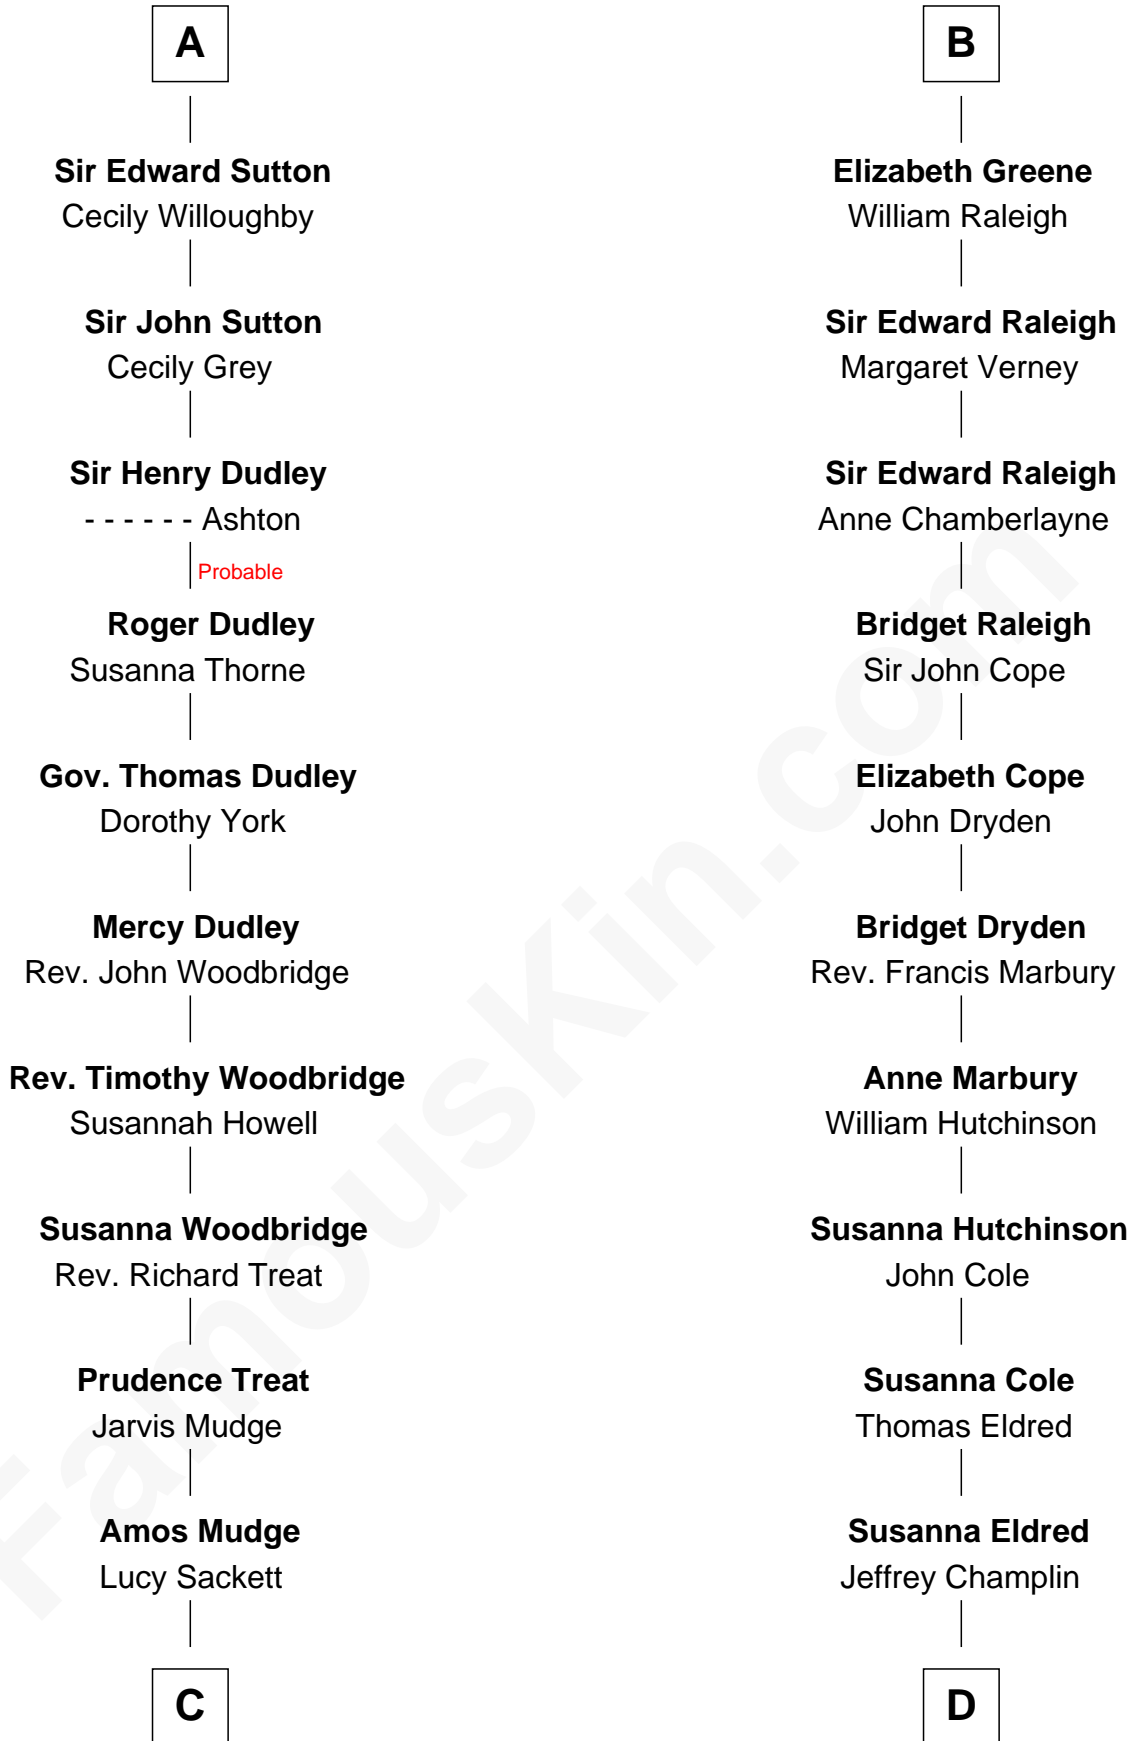 A
Sir Edward Sutton
Cecily Willoughby
Sir John Sutton
Cecily Grey
Sir Henry Dudley
- - - - - - Ashton
Probable
Roger Dudley
Susanna Thorne
Gov. Thomas Dudley
Dorothy York
Mercy Dudley
Rev. John Woodbridge
Rev. Timothy Woodbridge
Susannah Howell
Susanna Woodbridge
Rev. Richard Treat
Prudence Treat
Jarvis Mudge
Amos Mudge
Lucy Sackett
C
B
Elizabeth Greene
William Raleigh
Sir Edward Raleigh
Margaret Verney
Sir Edward Raleigh
Anne Chamberlayne
Bridget Raleigh
Sir John Cope
Elizabeth Cope
John Dryden
Bridget Dryden
Rev. Francis Marbury
Anne Marbury
William Hutchinson
Susanna Hutchinson
John Cole
Susanna Cole
Thomas Eldred
Susanna Eldred
Jeffrey Champlin
D
FamousKin.com